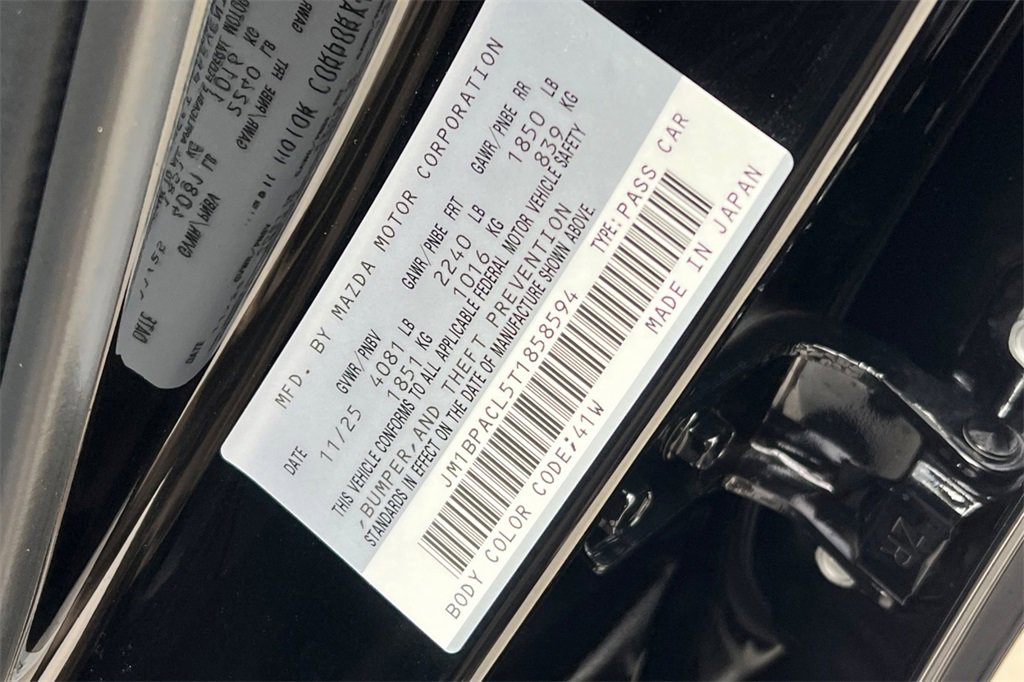 MFD. BY MAZDA MOTOR CORPORATION
DATE GVWR/PNBV GAWR/PNBE FRT GAWR/PNBE RR
11/25 4081 LB 2240 LB 1850 LB
1851 KG 1016 KG 839 KG
THIS VEHICLE CONFORMS TO ALL APPLICABLE FEDERAL MOTOR VEHICLE SAFETY
/BUMPER,AND THEFT PREVENTION
STANDARDS IN EFFECT ON THE DATE OF MANUFACTURE SHOWN ABOVE
JM1BPACL5T1858594 TYPE:PASS CAR
BODY COLOR CODE:41W MADE IN JAPAN
ZR